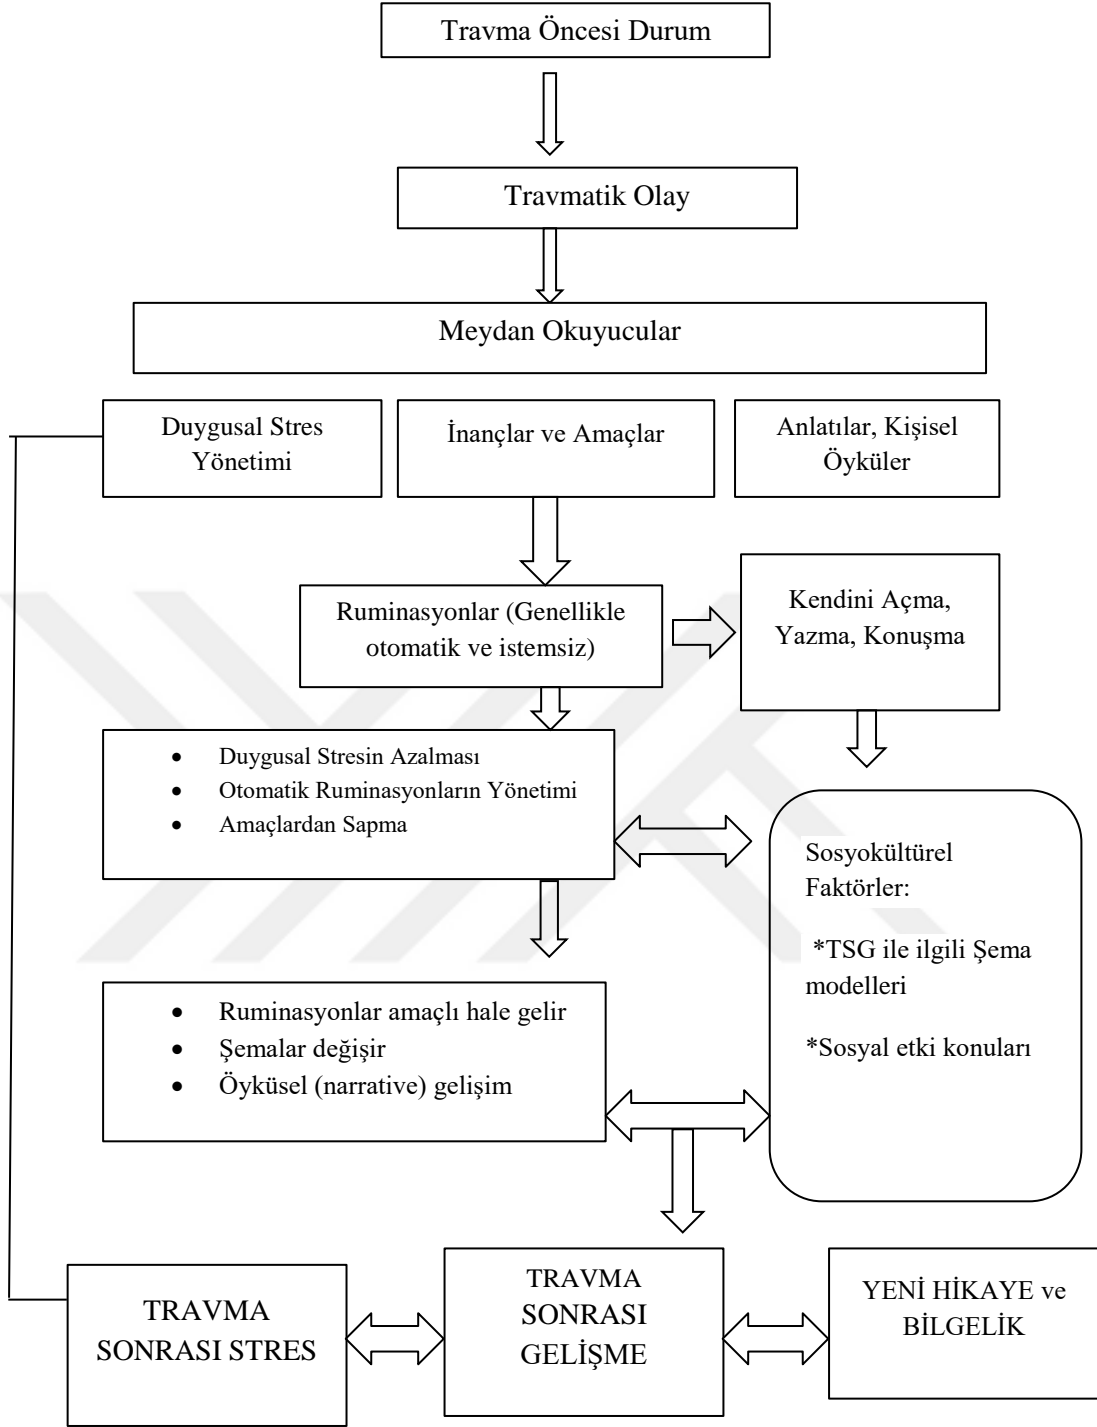 Travma Öncesi Durum
Travmatik Olay
Meydan Okuyucular
Duygusal Stres
Yönetimi
İnançlar ve Amaçlar
Anlatılar, Kişisel
Öyküler
Ruminasyonlar (Genellikle
otomatik ve istemsiz)
Kendini Açma,
Yazma, Konuşma
• Duygusal Stresin Azalması
• Otomatik Ruminasyonların Yönetimi
• Amaçlardan Sapma
Sosyokültürel
Faktörler:
*TSG ile ilgili Şema
modelleri
*Sosyal etki konuları
• Ruminasyonlar amaçlı hale gelir
• Şemalar değişir
• Öyküsel (narrative) gelişim
TRAVMA
SONRASI STRES
TRAVMA
SONRASI
GELİŞME
YENİ HİKAYE ve
BİLGELİK